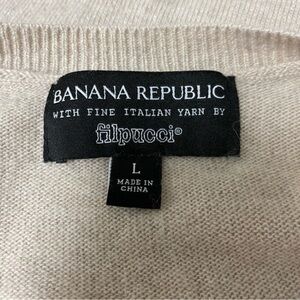 BANANA REPUBLIC
WITH FINE ITALIAN YARN BY
filpucci®
L
MADE IN
CHINA